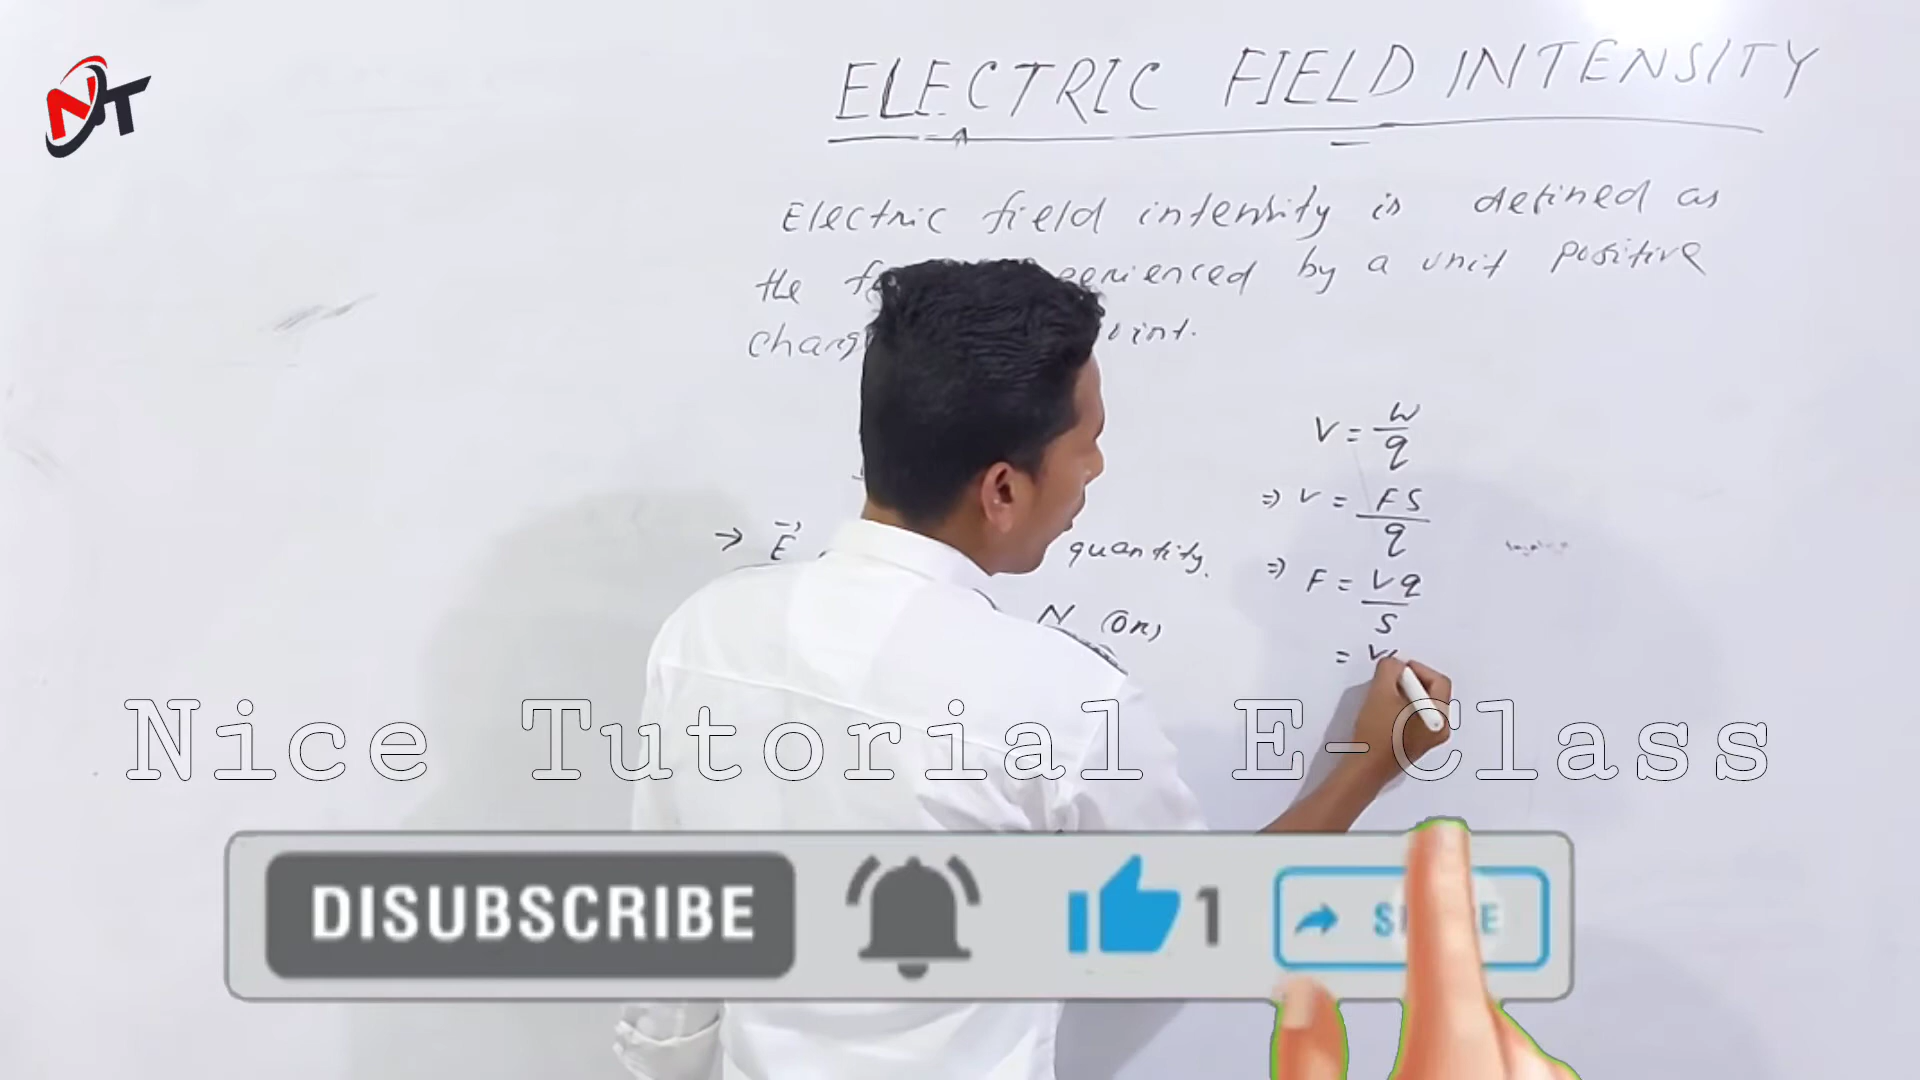 NT
ELECTRIC FIELD INTENSITY
Electric field intensity is defined as
the by a unit positive
V = W/q
=> V = FS/q
→ E⃗ quantity.
=> F = Vq/S
N (or)
= V
Nice Tutorial E-Class
DISUBSCRIBE 1